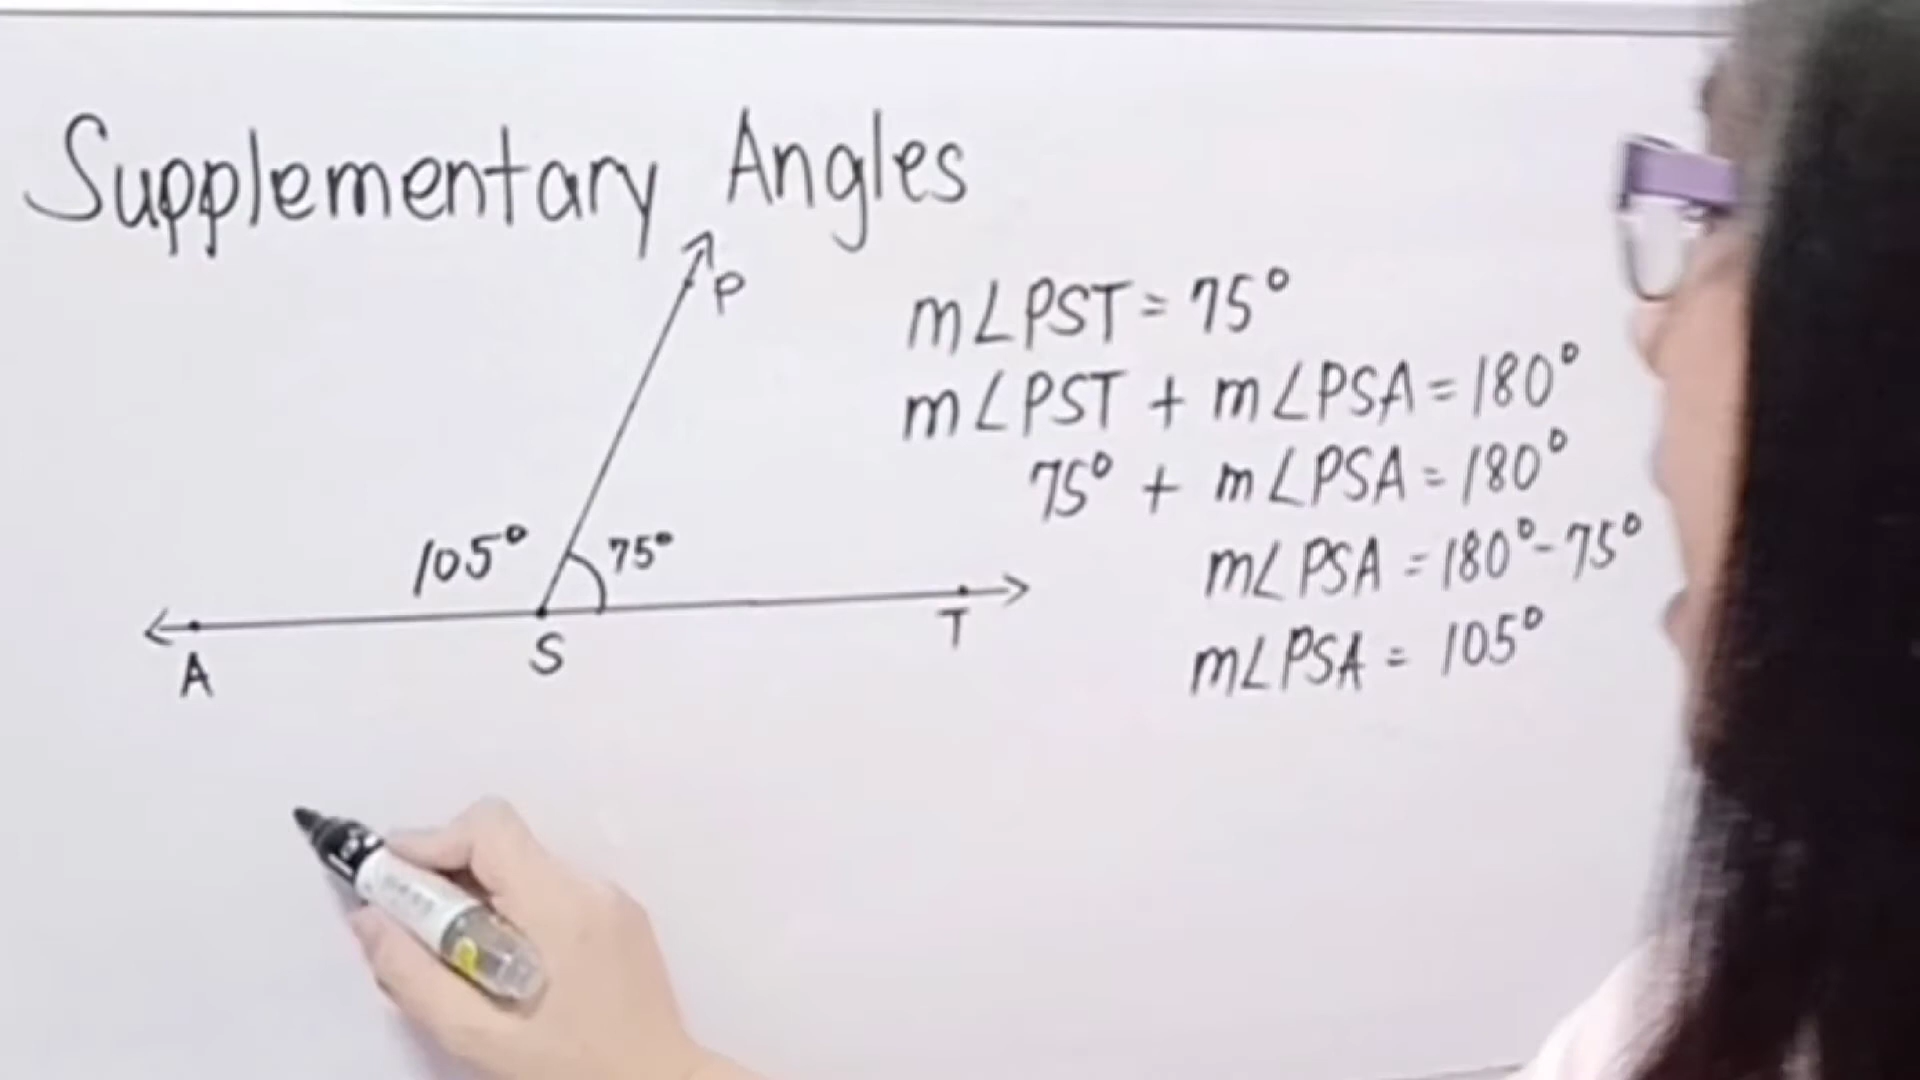 Supplementary Angles
P
m∠PST = 75°
m∠PST + m∠PSA = 180°
75° + m∠PSA = 180°
m∠PSA = 180° - 75°
m∠PSA = 105°
105° 75°
A S T